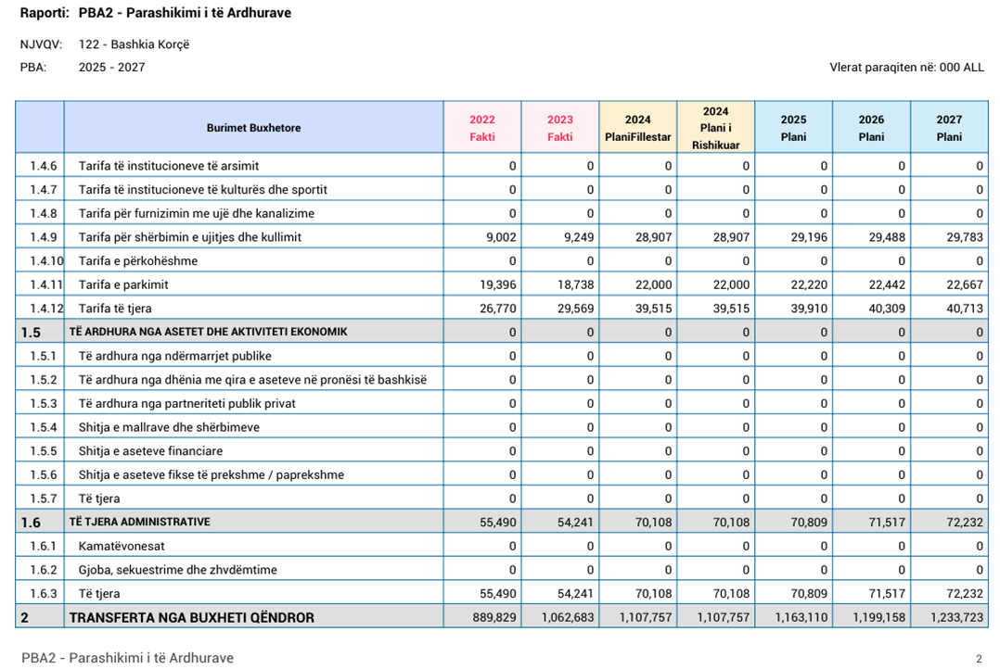 Raporti: PBA2 - Parashikimi i të Ardhurave
NJVQV: 122 - Bashkia Korçë
PBA: 2025 - 2027 Vlerat paraqiten në: 000 ALL
Burimet Buxhetore 2022 Fakti 2023 Fakti 2024 PlaniFillestar 2024 Plani i Rishikuar 2025 Plani 2026 Plani 2027 Plani
1.4.6 Tarifa të institucioneve të arsimit 0 0 0 0 0 0 0
1.4.7 Tarifa të institucioneve të kulturës dhe sportit 0 0 0 0 0 0 0
1.4.8 Tarifa për furnizimin me ujë dhe kanalizime 0 0 0 0 0 0 0
1.4.9 Tarifa për shërbimin e ujitjes dhe kullimit 9,002 9,249 28,907 28,907 29,196 29,488 29,783
1.4.10 Tarifa e përkohëshme 0 0 0 0 0 0 0
1.4.11 Tarifa e parkimit 19,396 18,738 22,000 22,000 22,220 22,442 22,667
1.4.12 Tarifa të tjera 26,770 29,569 39,515 39,515 39,910 40,309 40,713
1.5 TË ARDHURA NGA ASETET DHE AKTIVITETI EKONOMIK 0 0 0 0 0 0 0
1.5.1 Të ardhura nga ndërmarrjet publike 0 0 0 0 0 0 0
1.5.2 Të ardhura nga dhënia me qira e aseteve në pronësi të bashkisë 0 0 0 0 0 0 0
1.5.3 Të ardhura nga partneriteti publik privat 0 0 0 0 0 0 0
1.5.4 Shitja e mallrave dhe shërbimeve 0 0 0 0 0 0 0
1.5.5 Shitja e aseteve financiare 0 0 0 0 0 0 0
1.5.6 Shitja e aseteve fikse të prekshme / paprekshme 0 0 0 0 0 0 0
1.5.7 Të tjera 0 0 0 0 0 0 0
1.6 TË TJERA ADMINISTRATIVE 55,490 54,241 70,108 70,108 70,809 71,517 72,232
1.6.1 Kamatëvonesat 0 0 0 0 0 0 0
1.6.2 Gjoba, sekuestrime dhe zhvdëmtime 0 0 0 0 0 0 0
1.6.3 Të tjera 55,490 54,241 70,108 70,108 70,809 71,517 72,232
2 TRANSFERTA NGA BUXHETI QËNDROR 889,829 1,062,683 1,107,757 1,107,757 1,163,110 1,199,158 1,233,723
PBA2 - Parashikimi i të Ardhurave 2